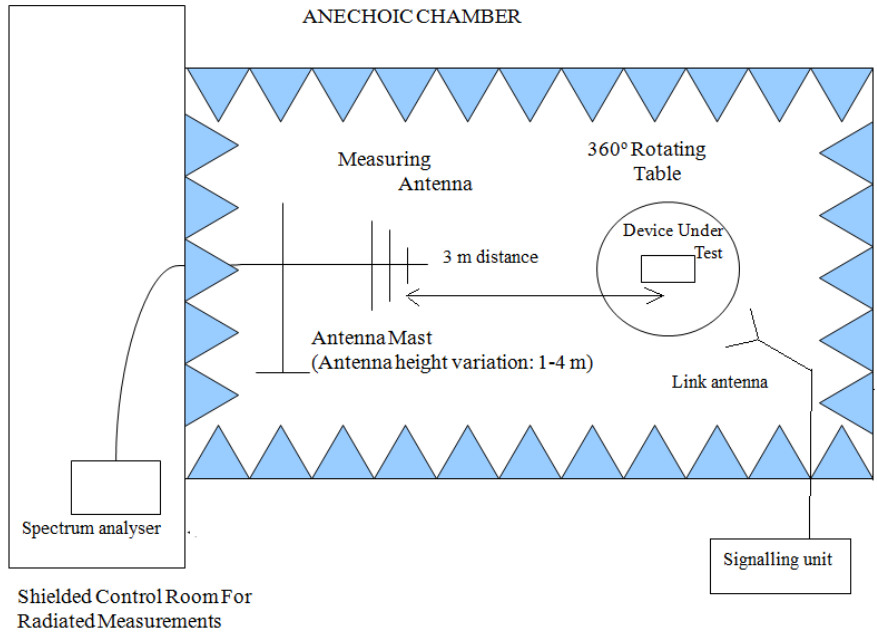 ANECHOIC CHAMBER
Measuring
Antenna
360º Rotating
Table
Device Under
Test
3 m distance
Antenna Mast
(Antenna height variation: 1-4 m)
Link antenna
Spectrum analyser
Signalling unit
Shielded Control Room For
Radiated Measurements